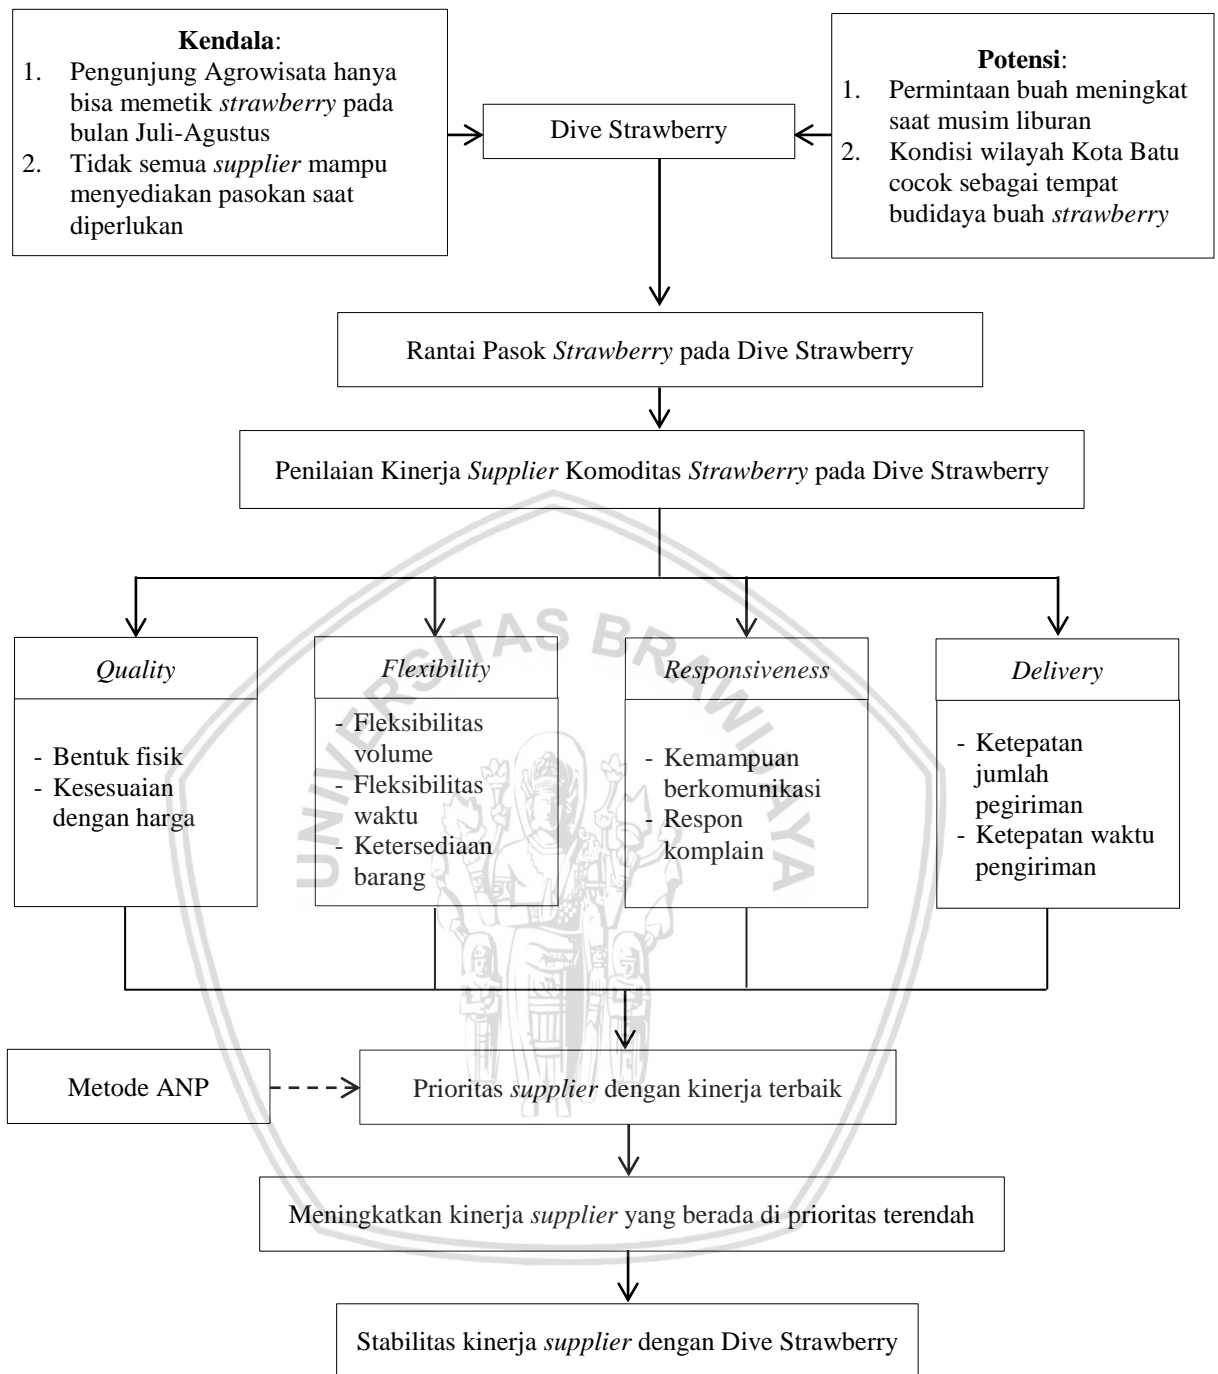 Kendala:
1. Pengunjung Agrowisata hanya
bisa memetik strawberry pada
bulan Juli-Agustus
2. Tidak semua supplier mampu
menyediakan pasokan saat
diperlukan
Dive Strawberry
Potensi:
1. Permintaan buah meningkat
saat musim liburan
2. Kondisi wilayah Kota Batu
cocok sebagai tempat
budidaya buah strawberry
Rantai Pasok Strawberry pada Dive Strawberry
Penilaian Kinerja Supplier Komoditas Strawberry pada Dive Strawberry
UNIVERSITAS BRAWIJAYA
Quality
- Bentuk fisik
- Kesesuaian
dengan harga
Flexibility
- Fleksibilitas
volume
- Fleksibilitas
waktu
- Ketersediaan
barang
Responsiveness
- Kemampuan
berkomunikasi
- Respon
komplain
Delivery
- Ketepatan
jumlah
pegiriman
- Ketepatan waktu
pengiriman
Metode ANP
Prioritas supplier dengan kinerja terbaik
Meningkatkan kinerja supplier yang berada di prioritas terendah
Stabilitas kinerja supplier dengan Dive Strawberry